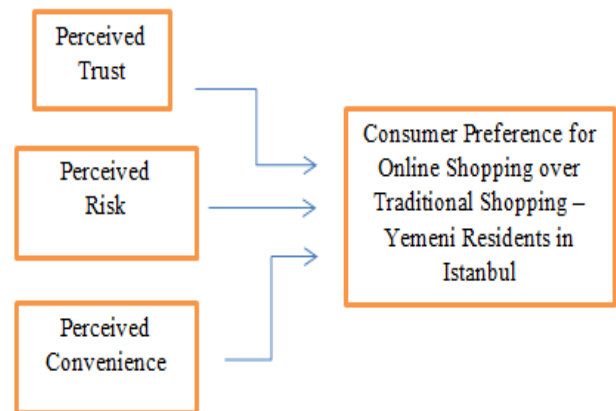 Perceived
Trust
Perceived
Risk
Perceived
Convenience
Consumer Preference for
Online Shopping over
Traditional Shopping –
Yemeni Residents in
Istanbul